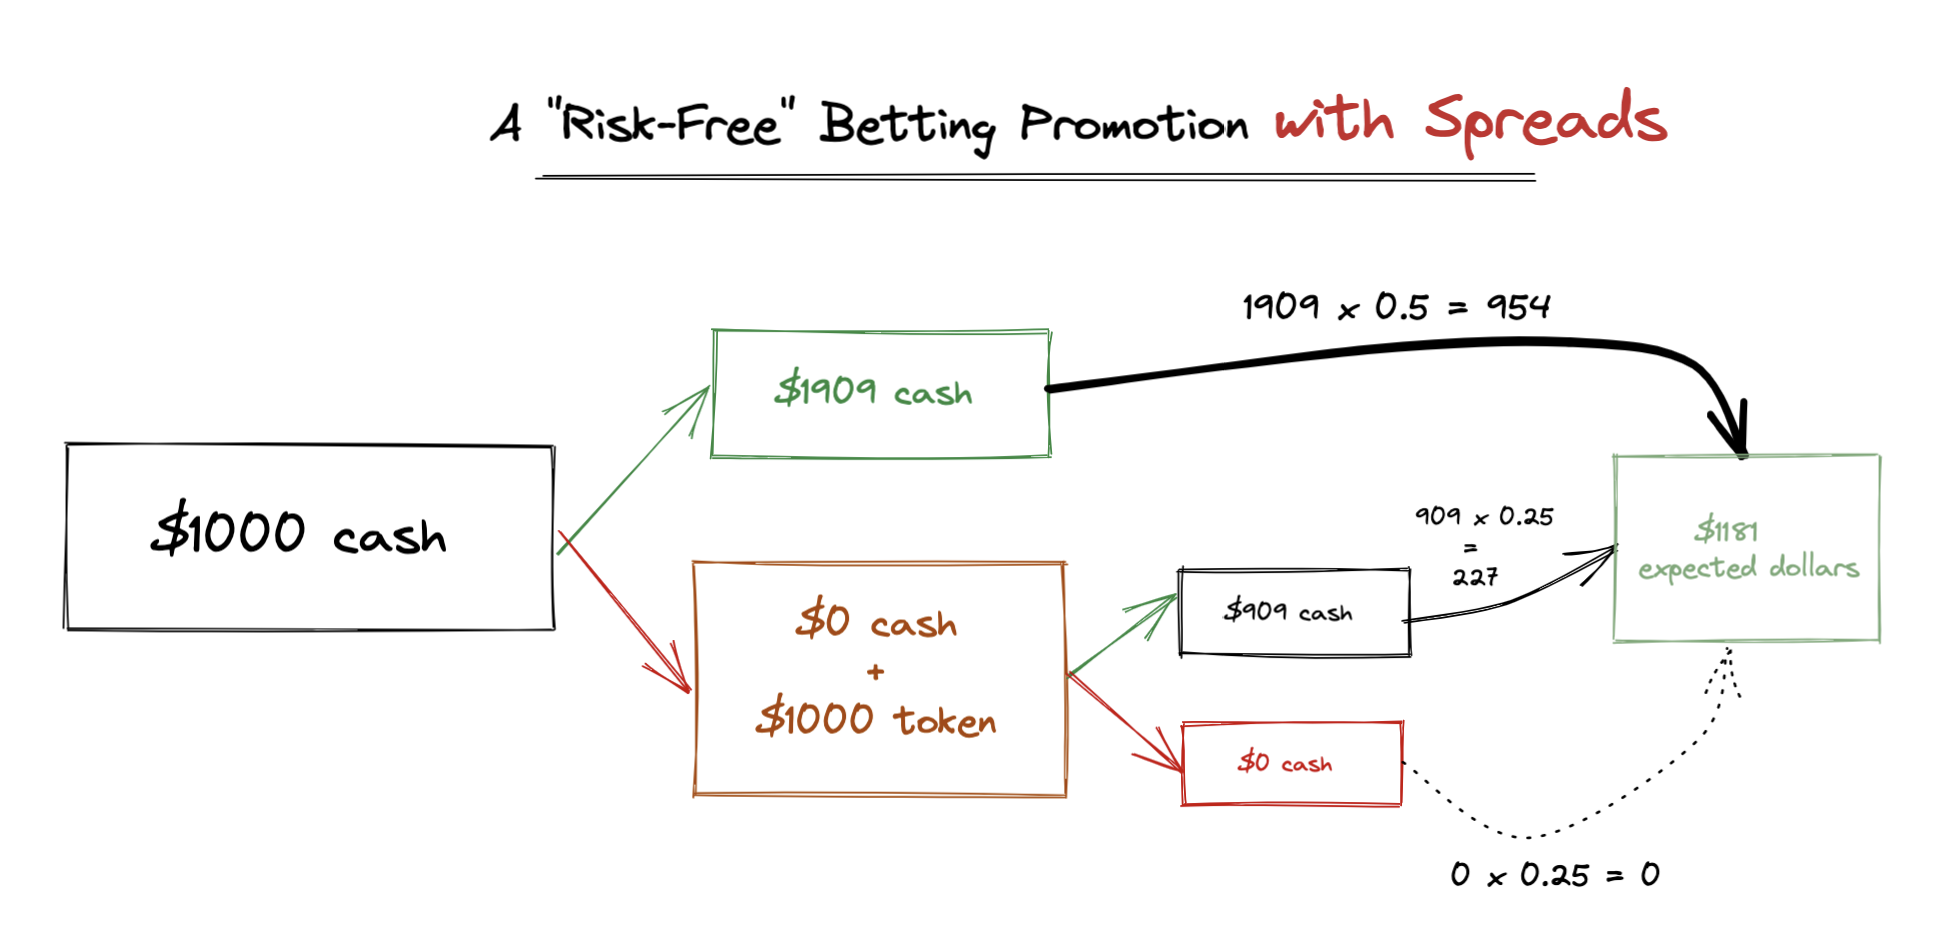 A "Risk-Free" Betting Promotion with Spreads
1909 x 0.5 = 954
$1909 cash
$1000 cash
$0 cash
+
$1000 token
909 x 0.25
=
227
$909 cash
$1181
expected dollars
$0 cash
0 x 0.25 = 0